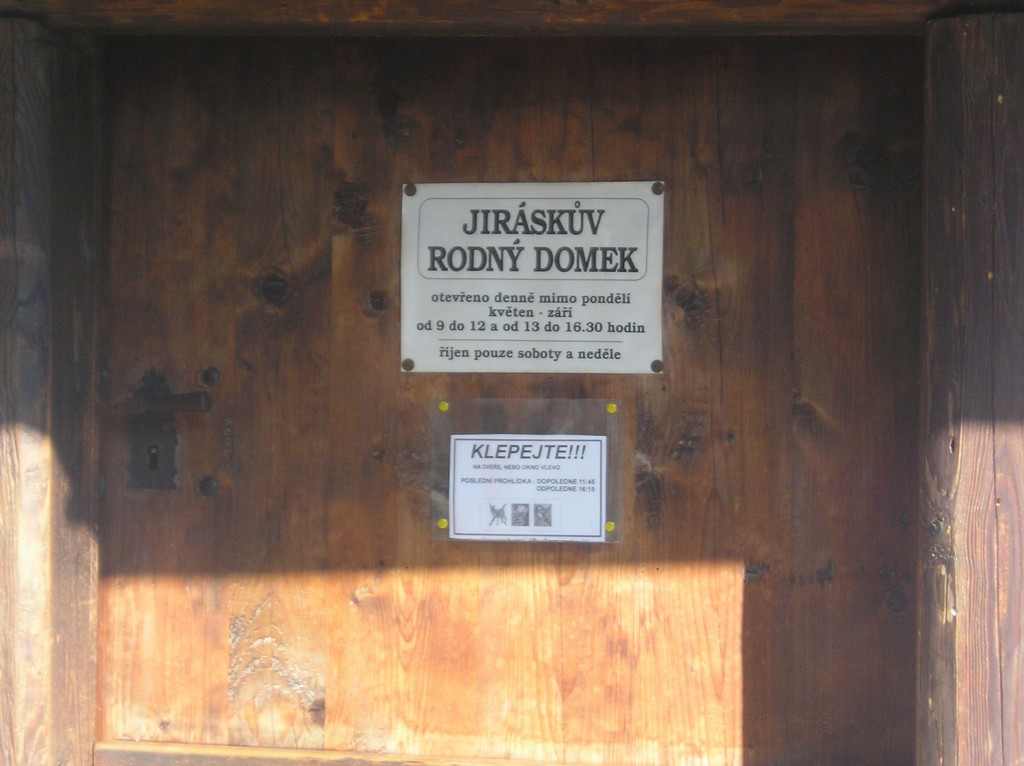 JIRÁSKŮV
RODNÝ DOMEK
otevřeno denně mimo pondělí
květen - září
od 9 do 12 a od 13 do 16.30 hodin
říjen pouze soboty a neděle
KLEPEJTE!!!
NA DVEŘE, NEBO OKNO VLEVO
POSLEDNÍ PROHLÍDKA : DOPOLEDNE 11:45
ODPOLEDNE 16:15